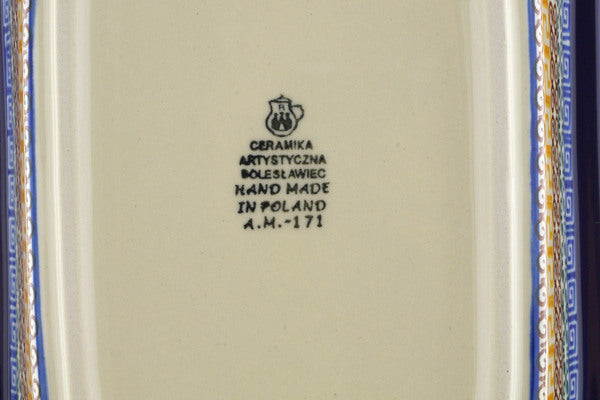 B
CERAMIKA
ARTYSTYCZNA
BOLESŁAWIEC
HAND MADE
IN POLAND
A.M.-171